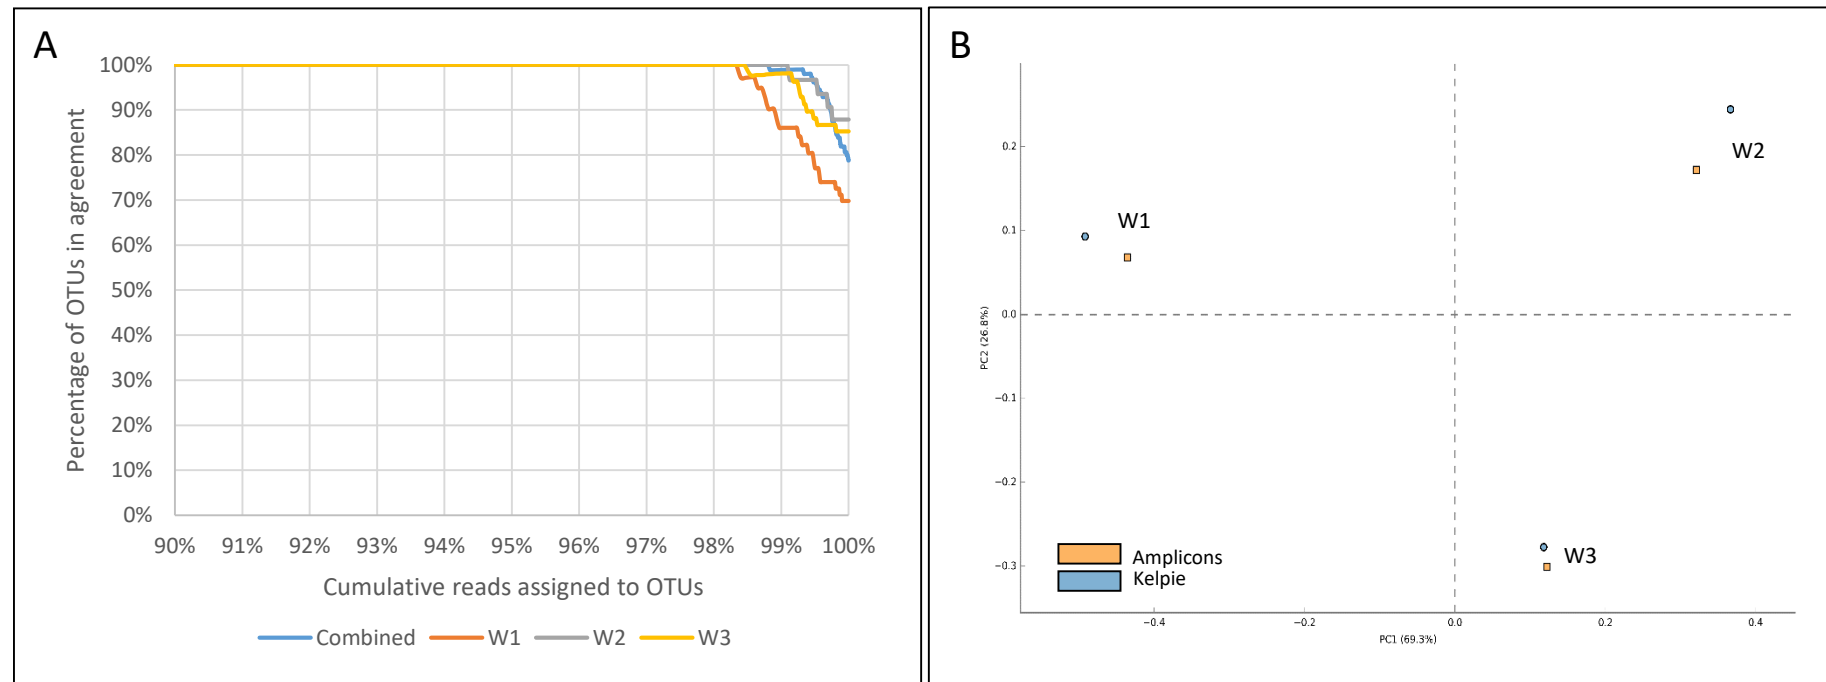 A
100%
90%
80%
70%
60%
50%
40%
30%
20%
10%
0%
Percentage of OTUs in agreement
90% 91% 92% 93% 94% 95% 96% 97% 98% 99% 100%
Cumulative reads assigned to OTUs
Combined W1 W2 W3
B
0.2
0.1
0.0
−0.1
−0.2
−0.3
PC2 (26.8%)
W1
W2
W3
Amplicons
Kelpie
−0.4 −0.2 0.0 0.2 0.4
PC1 (69.3%)